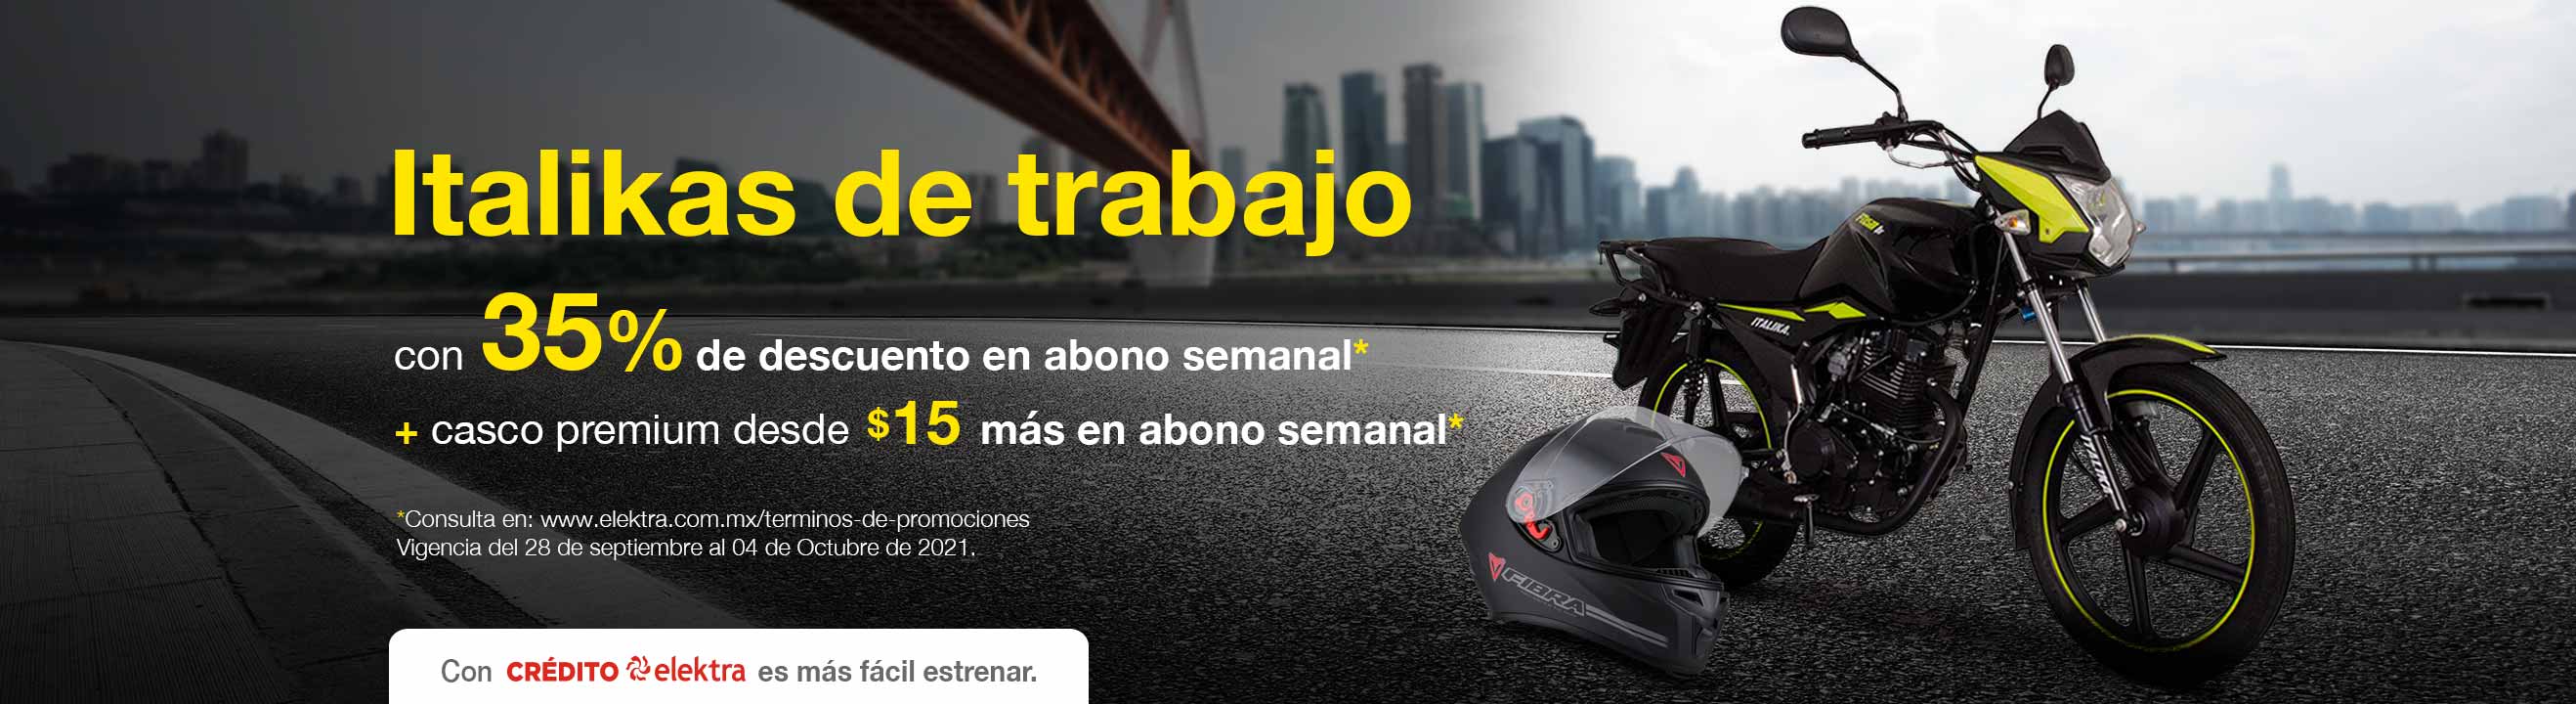 Italikas de trabajo
con 35% de descuento en abono semanal*
+ casco premium desde $15 más en abono semanal*
*Consulta en: www.elektra.com.mx/terminos-de-promociones
Vigencia del 28 de septiembre al 04 de Octubre de 2021.
Con CRÉDITO elektra es más fácil estrenar.
ITALIKA.
ITALIKA
FIBRA